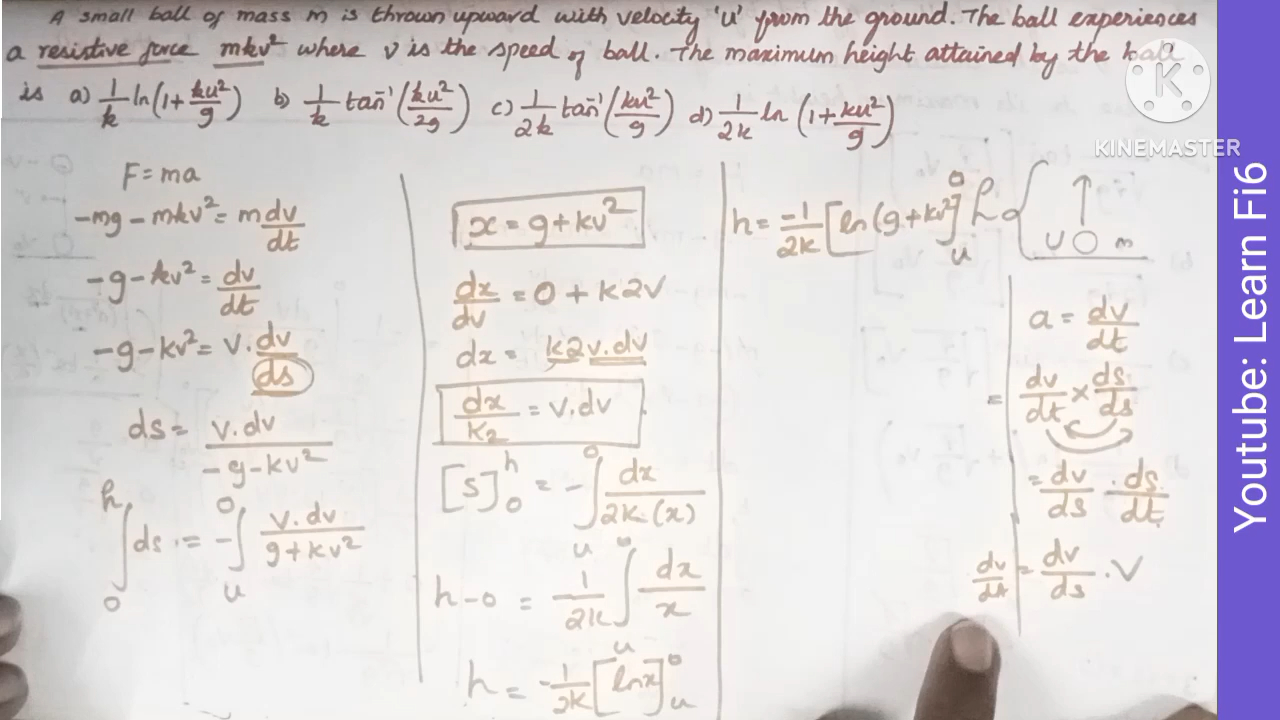 A small ball of mass m is thrown upward with velocity 'u' from the ground. The ball experiences
a resistive force mkv² where v is the speed of ball. The maximum height attained by the ball
is a) 1/k ln(1+ku²/g) b) 1/k tan⁻¹(ku²/2g) c) 1/2k tan⁻¹(ku²/g) d) 1/2k ln(1+ku²/g)
KINEMASTER
F = ma
-mg - mkv² = m dv/dt
-g - kv² = dv/dt
-g - kv² = v. dv/ds
ds = v.dv/-g-kv²
∫₀ʰ ds = -∫ᵤ⁰ v.dv/g+kv²
x = g+kv²
dx/dv = 0 + k2v
dx = k2v.dv
dx/k2 = v.dv
[s]₀ʰ = -∫ᵤ⁰ dx/2k.(x)
h-0 = 1/2k ∫ᵤ⁰ dx/x
h = -1/2k [ln x]ᵤ⁰
h = -1/2k [ln(g+kv²]ᵤ⁰
h
u m
a = dv/dt
= dv/dt × ds/ds
= dv/ds . ds/dt
dv/dt = dv/ds . v
Youtube: Learn Fi6